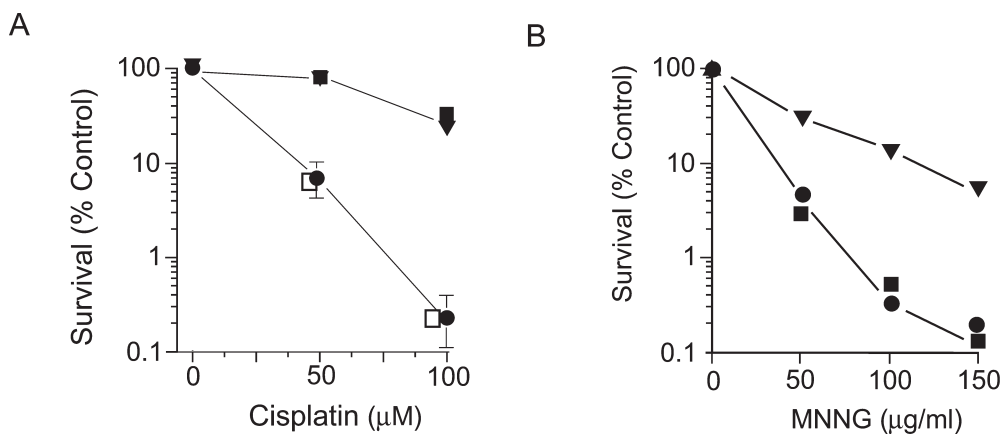 A
Survival (% Control)
100
10
1
0.1
0
50
100
Cisplatin (μM)
B
Survival (% Control)
100
10
1
0.1
0
50
100
150
MNNG (μg/ml)